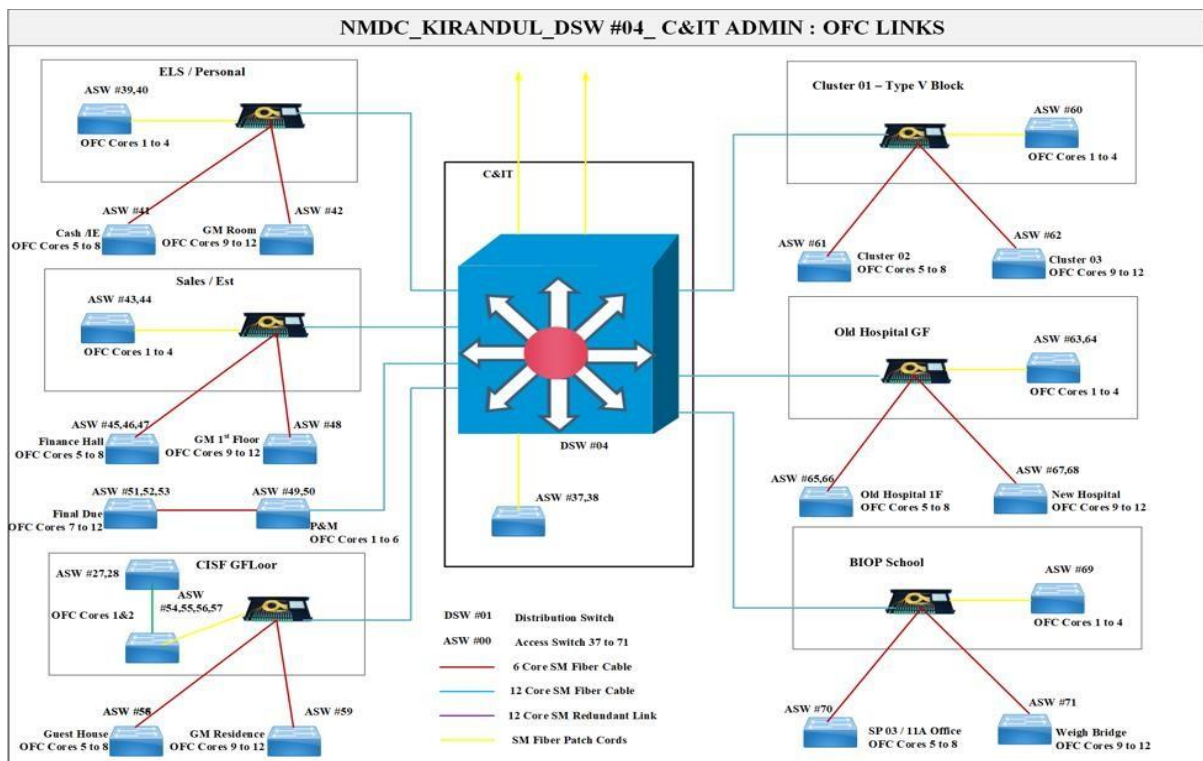 NMDC_KIRANDUL_DSW #04_ C&IT ADMIN : OFC LINKS
ELS / Personal
ASW #39,40
OFC Cores 1 to 4
ASW #41
Cash /IE
OFC Cores 5 to 8
ASW #42
GM Room
OFC Cores 9 to 12
Sales / Est
ASW #43,44
OFC Cores 1 to 4
ASW #45,46,47
Finance Hall
OFC Cores 5 to 8
ASW #48
GM 1st Floor
OFC Cores 9 to 12
ASW #51,52,53
Final Due
OFC Cores 7 to 12
ASW #49,50
P&M
OFC Cores 1 to 6
CISF GFLoor
ASW #27,28
ASW
#54,55,56,57
OFC Cores 1&2
ASW #58
Guest House
OFC Cores 5 to 8
ASW #59
GM Residence
OFC Cores 9 to 12
C&IT
DSW #04
ASW #37,38
DSW #01 Distribution Switch
ASW #00 Access Switch 37 to 71
6 Core SM Fiber Cable
12 Core SM Fiber Cable
12 Core SM Redundant Link
SM Fiber Patch Cords
Cluster 01 – Type V Block
ASW #60
OFC Cores 1 to 4
ASW #61
Cluster 02
OFC Cores 5 to 8
ASW #62
Cluster 03
OFC Cores 9 to 12
Old Hospital GF
ASW #63,64
OFC Cores 1 to 4
ASW #65,66
Old Hospital 1F
OFC Cores 5 to 8
ASW #67,68
New Hospital
OFC Cores 9 to 12
BIOP School
ASW #69
OFC Cores 1 to 4
ASW #70
SP 03 / 11A Office
OFC Cores 5 to 8
ASW #71
Weigh Bridge
OFC Cores 9 to 12